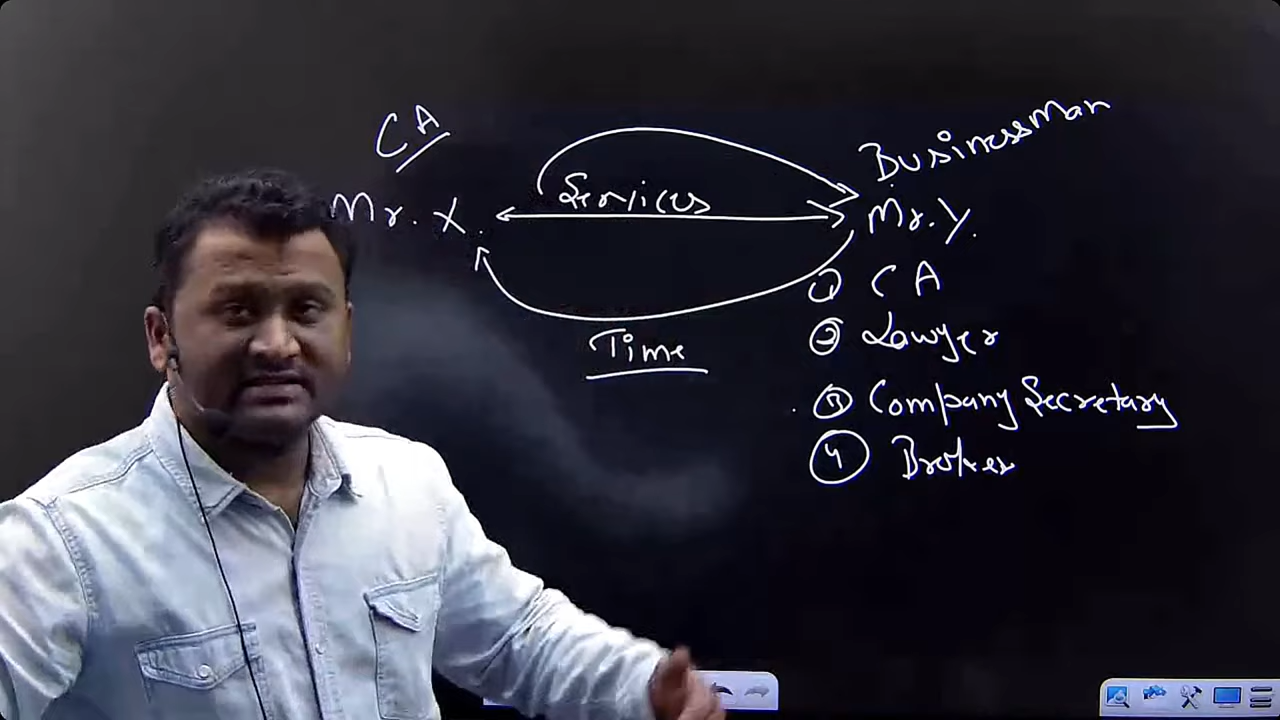 CA
BusinessMan
Mr. X.
Services
Mr. Y.
① CA
Time
② Lawyer
③ Company Secretary
④ Broker